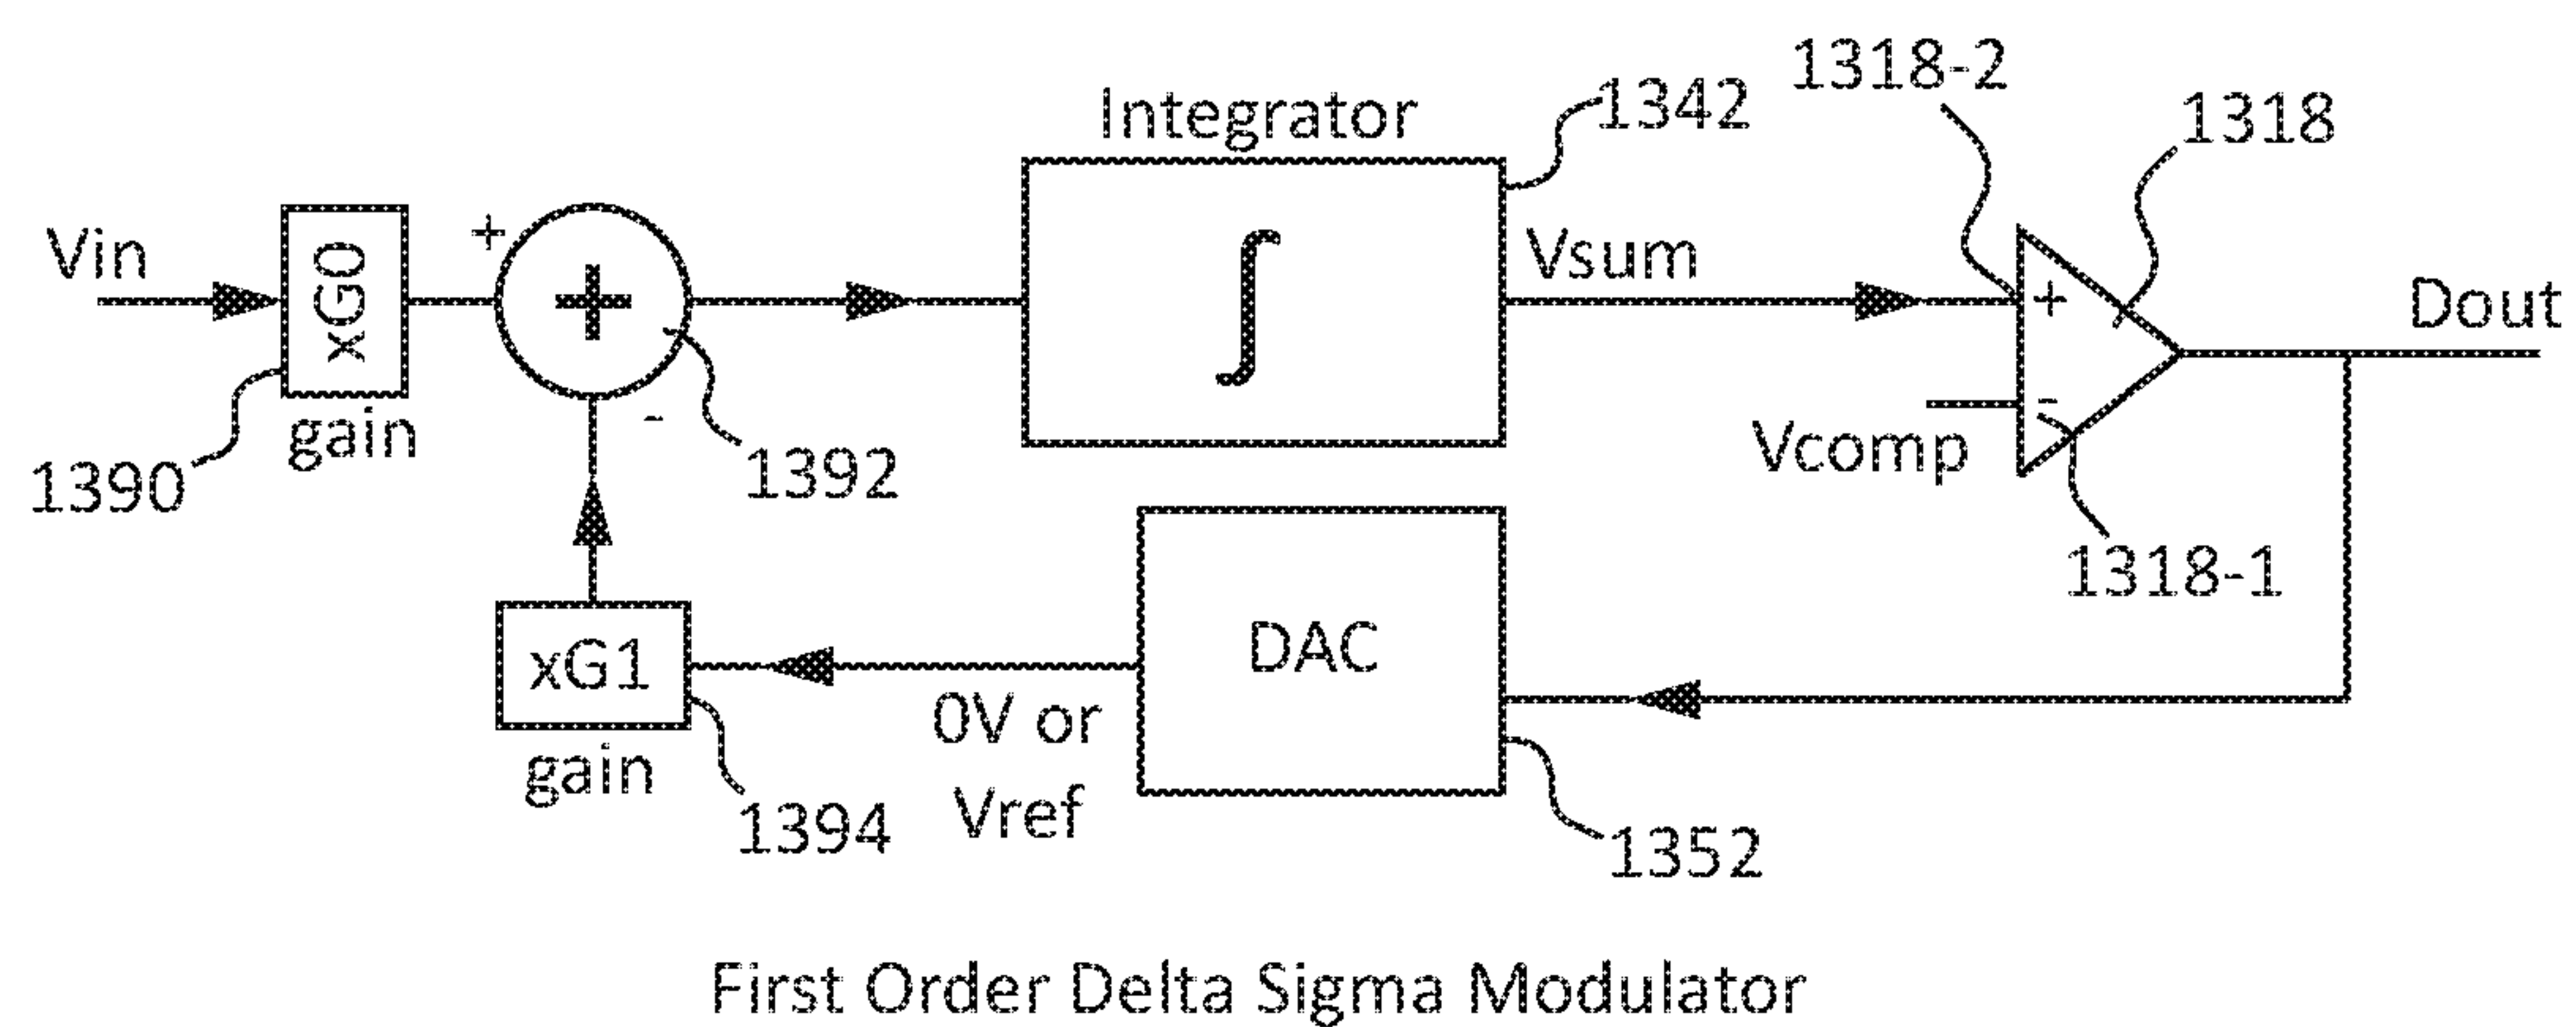 1318-2
1342
1318
Integrator
Vin
xG0
+
+
∫
Vsum
+
Dout
gain
-
-
1390
1392
Vcomp
1318-1
xG1
DAC
0V or
Vref
gain
1394
1352
First Order Delta Sigma Modulator